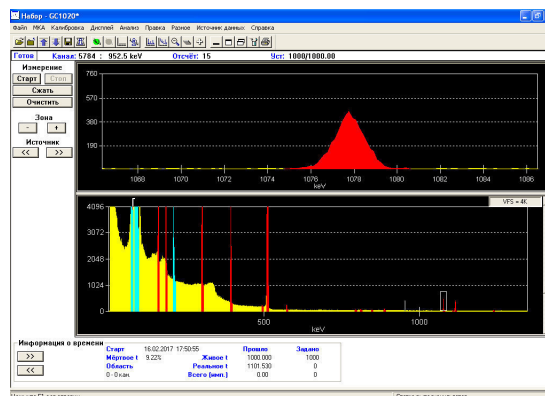 Набор - GC1020*
Файл МКА Калибровка Дисплей Анализ Правка Разное Источник данных Справка
Готов Канал: 5784 : 952.5 keV Отсчёт: 15 Уст: 1000/1000.00
Измерение
Старт Стоп
Сжать
Очистить
Зона
- +
Источник
<< >>
760
570
380
190
1068 1070 1072 1074 1076 1078 1080 1082 1084 1086
keV
VFS = 4K
4096
3072
2048
1024
0
500 1000
keV
Информация о времени
>>
<<
Старт 16.02.2017 17:50:55 Прошло Задано
Мёртвое t 9.22% Живое t 1000.000 1000
Область Реальное t 1101.530 0
0 - 0 кан. Всего (имп.) 0.00 0